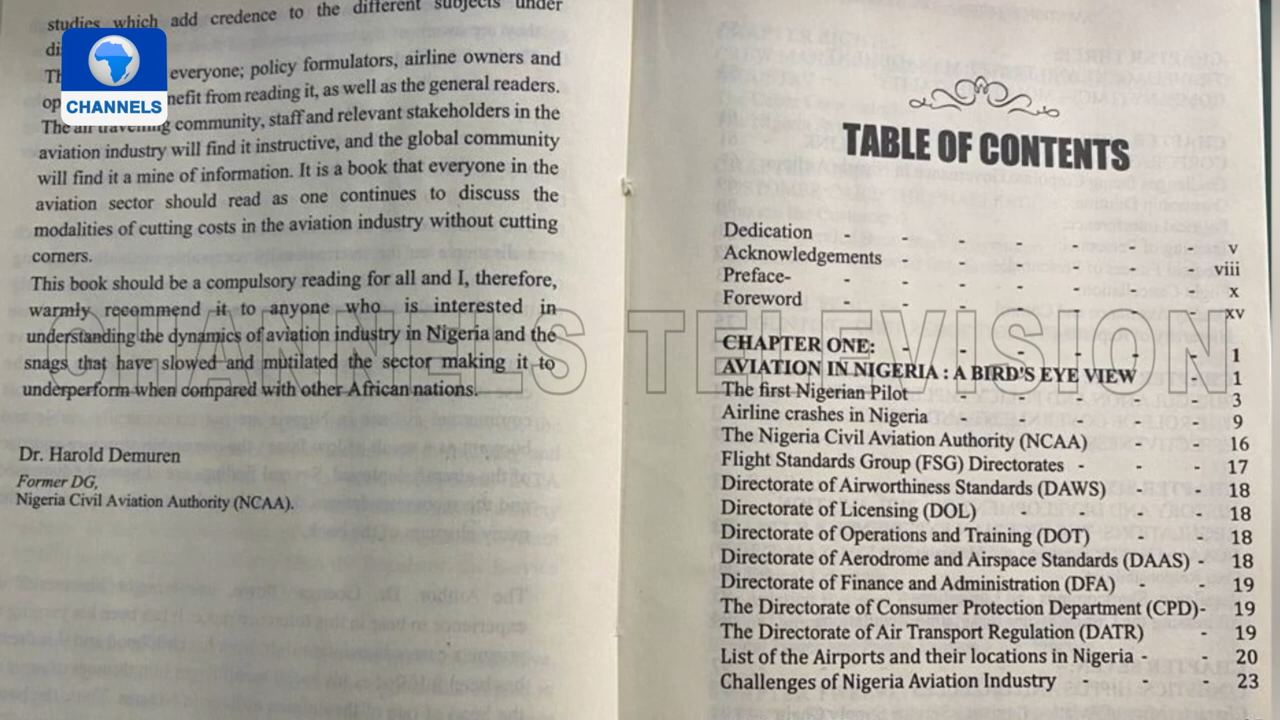 studies which add credence to the different subjects under
di
Th everyone; policy formulators, airline owners and
op nefit from reading it, as well as the general readers.
The air travelling community, staff and relevant stakeholders in the
aviation industry will find it instructive, and the global community
will find it a mine of information. It is a book that everyone in the
aviation sector should read as one continues to discuss the
modalities of cutting costs in the aviation industry without cutting
corners.
This book should be a compulsory reading for all and I, therefore,
warmly recommend it to anyone who is interested in
understanding the dynamics of aviation industry in Nigeria and the
snags that have slowed and mutilated the sector making it to
underperform when compared with other African nations.
Dr. Harold Demuren
Former DG,
Nigeria Civil Aviation Authority (NCAA).
CHANNELS
CHANNELS TELEVISION
TABLE OF CONTENTS
Dedication - - - - - - - v
Acknowledgements - - - - - - viii
Preface- - - - - - - x
Foreword - - - - - - xv
CHAPTER ONE: - - - - - - 1
AVIATION IN NIGERIA : A BIRD'S EYE VIEW - 1
The first Nigerian Pilot - - - - - 3
Airline crashes in Nigeria - - - - 9
The Nigeria Civil Aviation Authority (NCAA) - - 16
Flight Standards Group (FSG) Directorates - - - 17
Directorate of Airworthiness Standards (DAWS) - - 18
Directorate of Licensing (DOL) - - - - 18
Directorate of Operations and Training (DOT) - - 18
Directorate of Aerodrome and Airspace Standards (DAAS) - 18
Directorate of Finance and Administration (DFA) - - 19
The Directorate of Consumer Protection Department (CPD)- 19
The Directorate of Air Transport Regulation (DATR) - 19
List of the Airports and their locations in Nigeria - - 20
Challenges of Nigeria Aviation Industry - - - 23